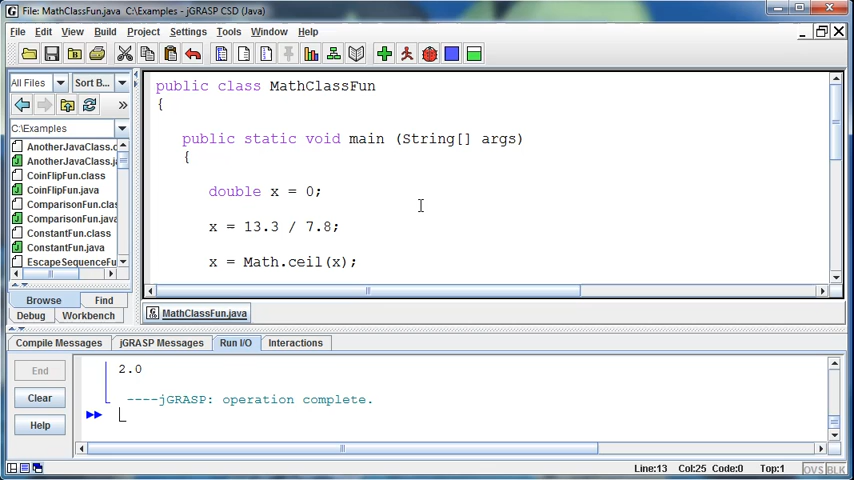 File: MathClassFun.java C:\Examples - jGRASP CSD (Java)
File Edit View Build Project Settings Tools Window Help
All Files Sort B...
C:\Examples
AnotherJavaClass.c
AnotherJavaClass.ja
CoinFlipFun.class
CoinFlipFun.java
ComparisonFun.clas
ComparisonFun.java
ConstantFun.class
ConstantFun.java
EscapeSequenceFu
Browse Find
Debug Workbench
public class MathClassFun
{
public static void main (String[] args)
{
double x = 0;
x = 13.3 / 7.8;
x = Math.ceil(x);
MathClassFun.java
Compile Messages jGRASP Messages Run I/O Interactions
End
Clear
Help
2.0
----jGRASP: operation complete.
Line:13 Col:25 Code:0 Top:1 OVS BLK